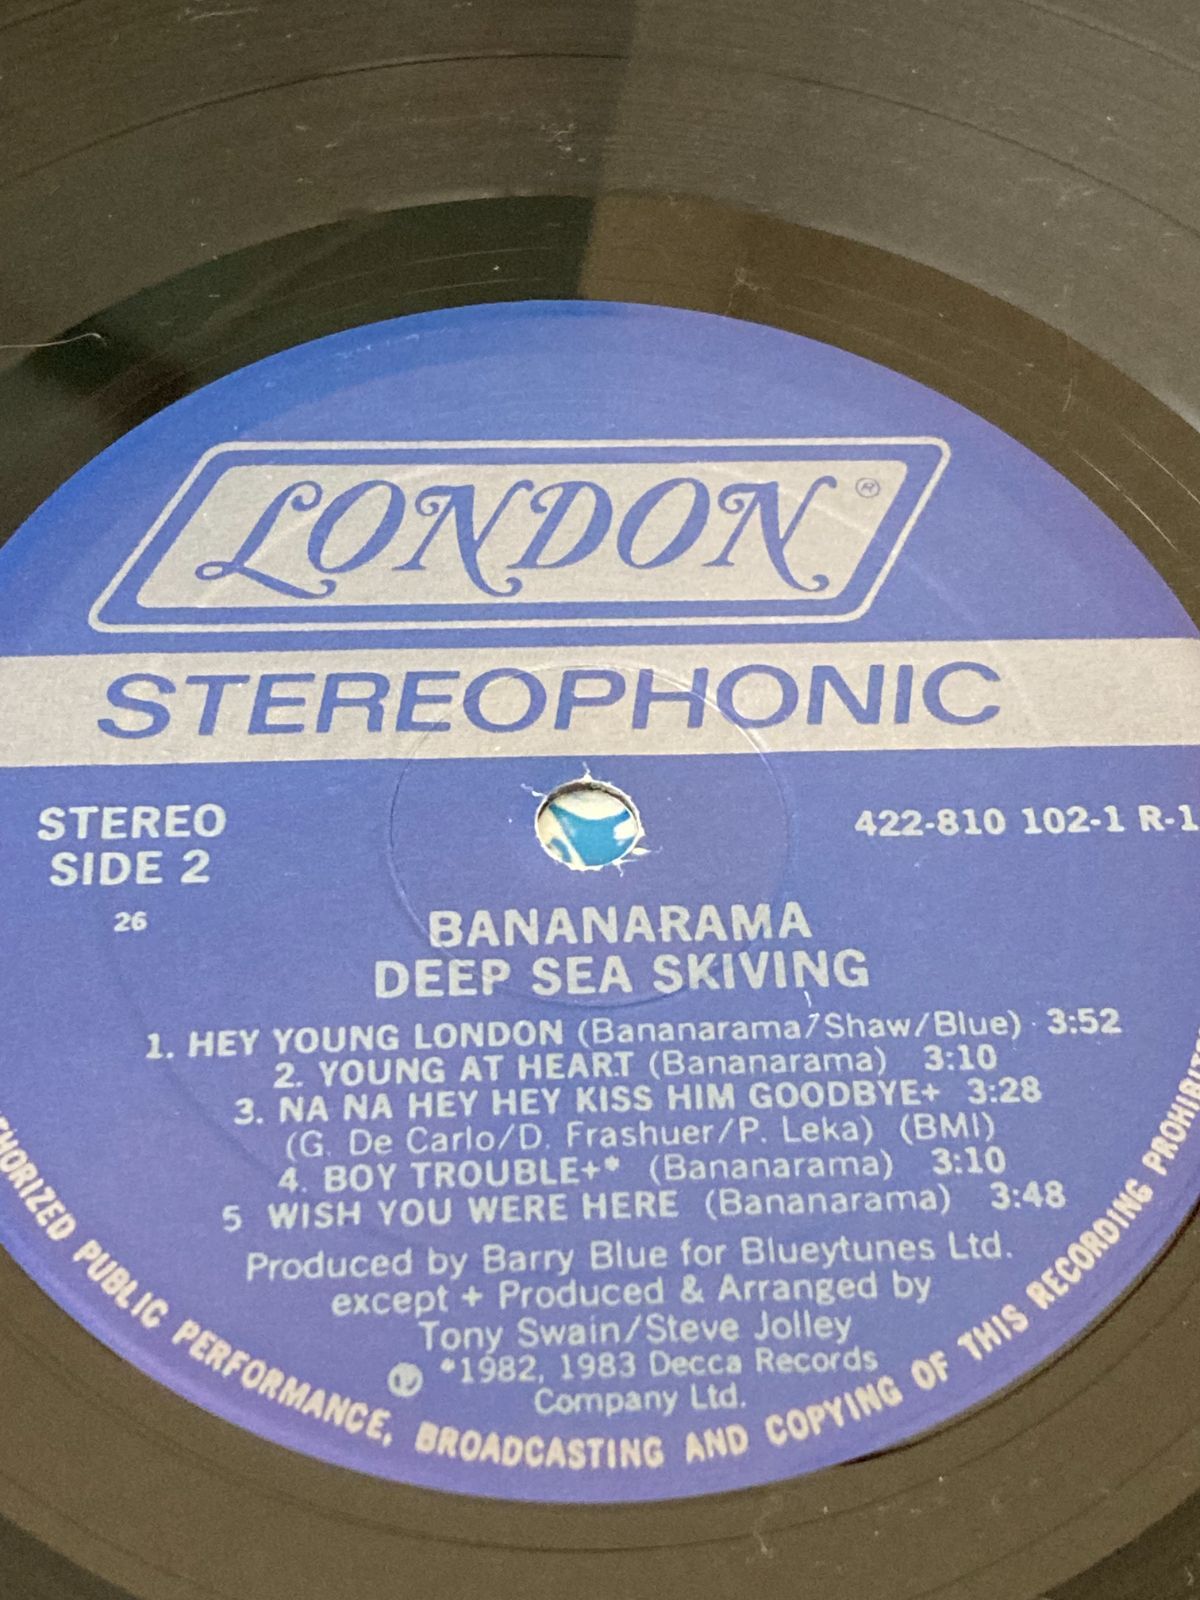 LONDON ®
STEREOPHONIC
STEREO
SIDE 2
26
422-810 102-1 R-1
BANANARAMA
DEEP SEA SKIVING
1. HEY YOUNG LONDON (Bananarama/Shaw/Blue) 3:52
2. YOUNG AT HEART (Bananarama) 3:10
3. NA NA HEY HEY KISS HIM GOODBYE+ 3:28
(G. De Carlo/D. Frashuer/P. Leka) (BMI)
4. BOY TROUBLE+* (Bananarama) 3:10
5 WISH YOU WERE HERE (Bananarama) 3:48
Produced by Barry Blue for Blueytunes Ltd.
except + Produced & Arranged by
Tony Swain/Steve Jolley
℗ *1982, 1983 Decca Records
Company Ltd.
PUBLIC PERFORMANCE, BROADCASTING AND COPYING OF THIS RECORDING